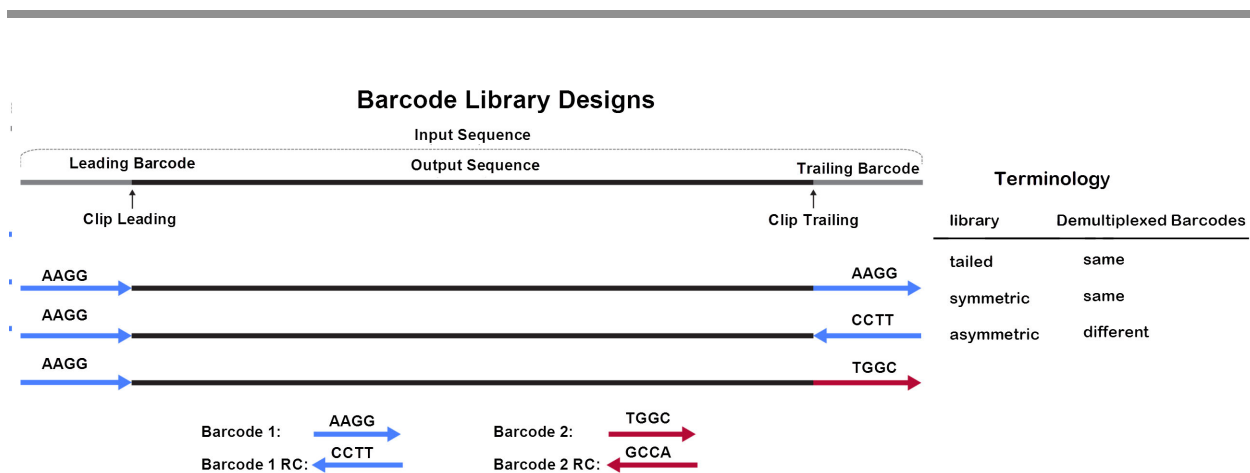 Barcode Library Designs
Input Sequence
Leading Barcode
Output Sequence
Trailing Barcode
Clip Leading
Clip Trailing
Terminology
library Demultiplexed Barcodes
tailed same
symmetric same
asymmetric different
AAGG AAGG
AAGG CCTT
AAGG TGGC
Barcode 1: AAGG Barcode 2: TGGC
Barcode 1 RC: CCTT Barcode 2 RC: GCCA